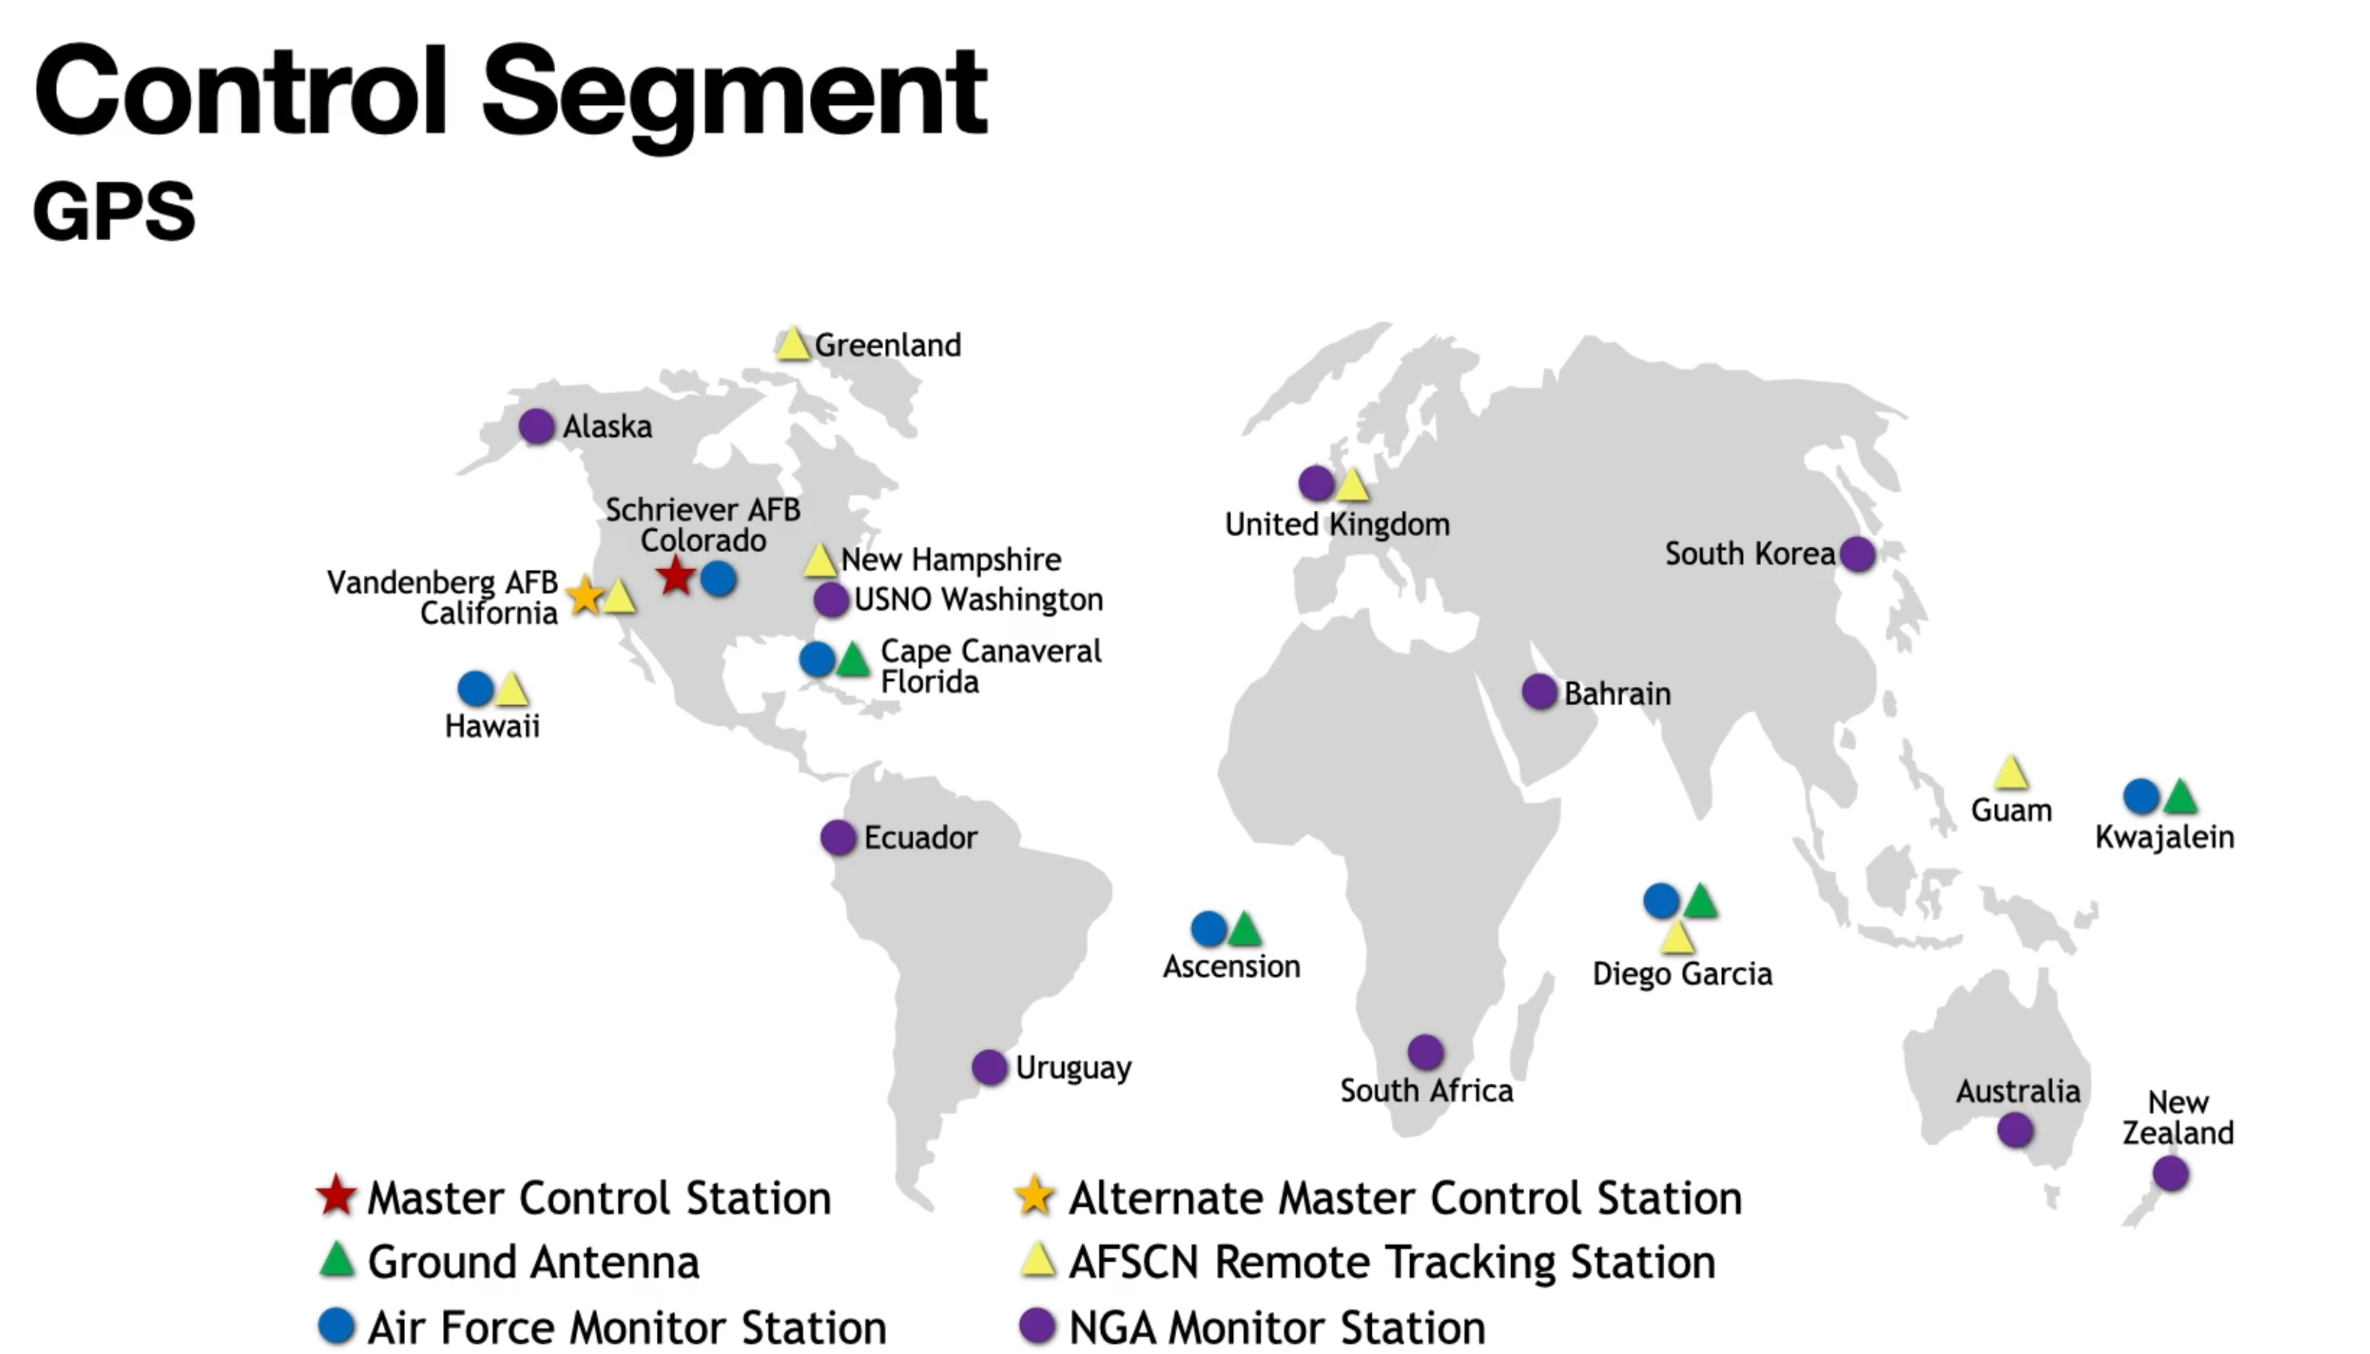 Control Segment
GPS
Greenland
Alaska
Schriever AFB
Colorado
New Hampshire
Vandenberg AFB
California
USNO Washington
Cape Canaveral
Florida
Hawaii
United Kingdom
South Korea
Bahrain
Guam
Kwajalein
Ecuador
Ascension
Diego Garcia
Uruguay
South Africa
Australia
New
Zealand
Master Control Station
Alternate Master Control Station
Ground Antenna
AFSCN Remote Tracking Station
Air Force Monitor Station
NGA Monitor Station